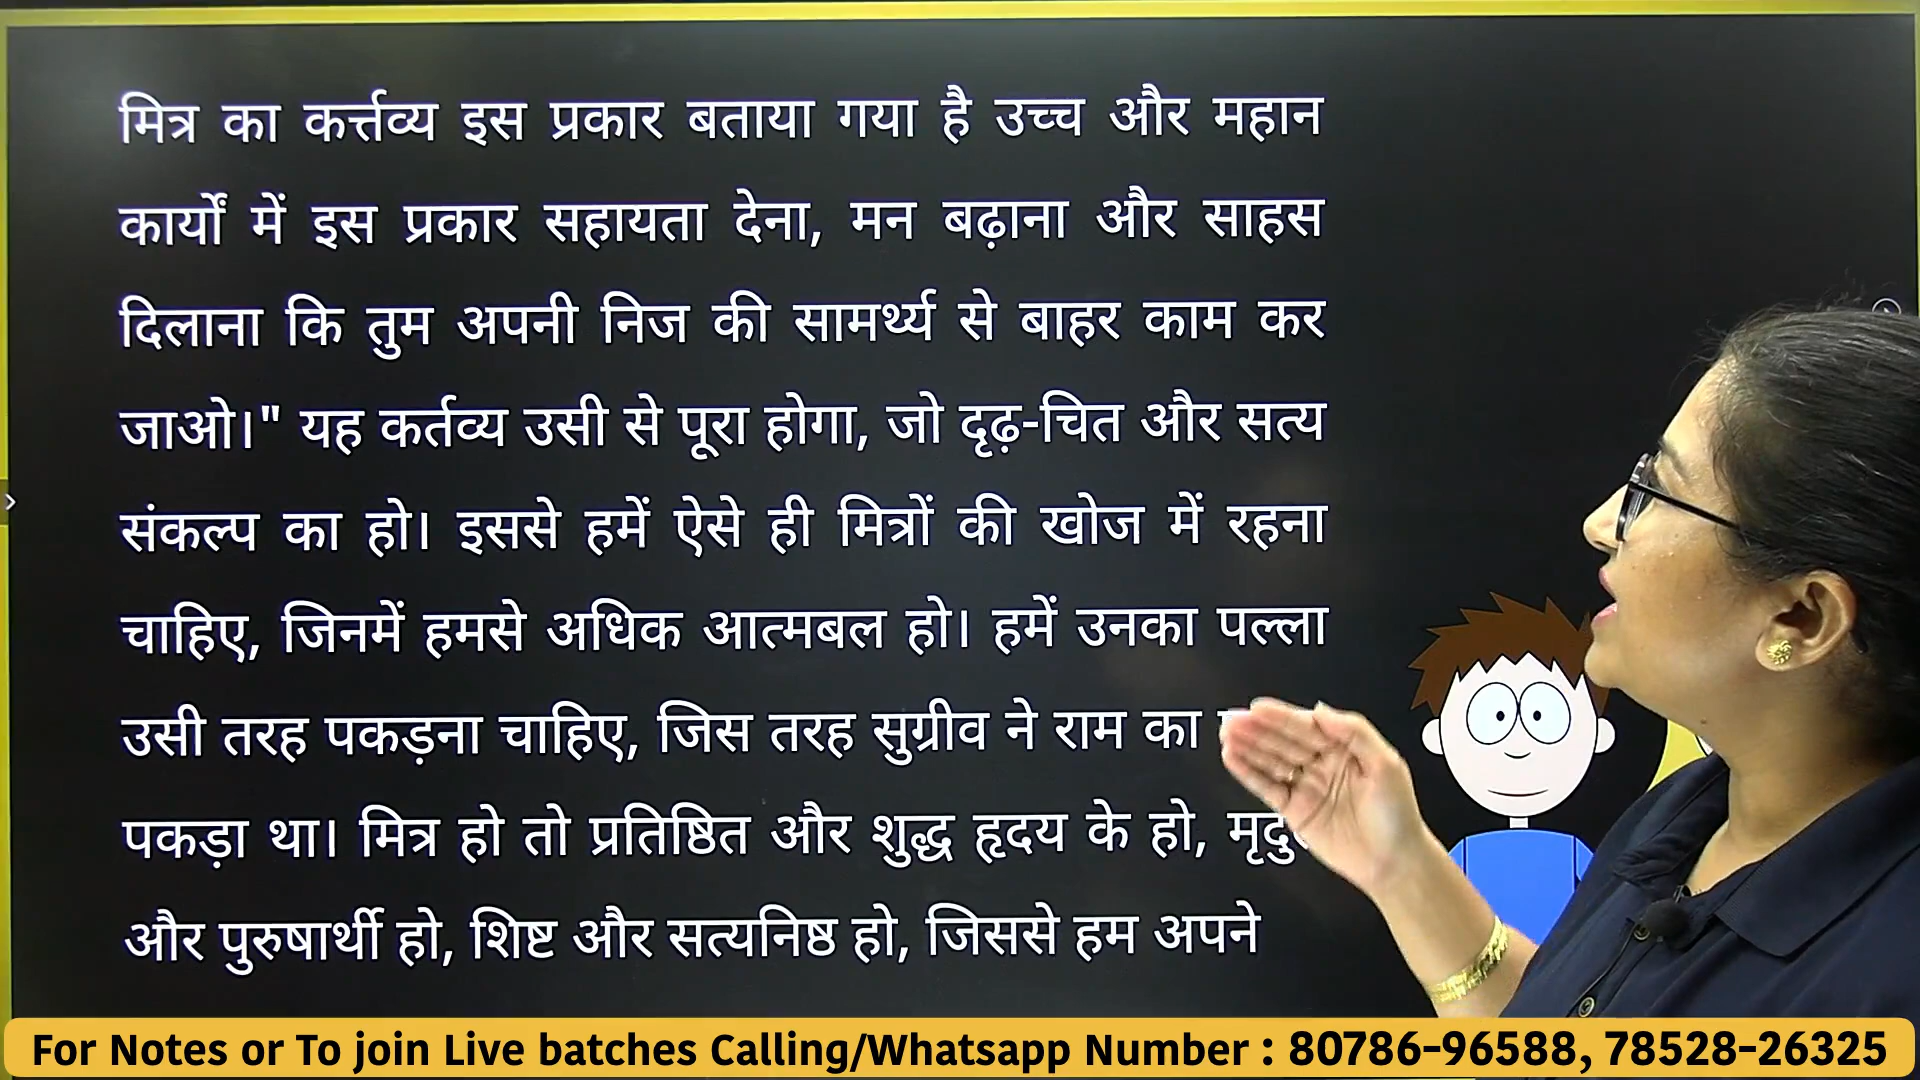 मित्र का कर्त्तव्य इस प्रकार बताया गया है उच्च और महान
कार्यों में इस प्रकार सहायता देना, मन बढ़ाना और साहस
दिलाना कि तुम अपनी निज की सामर्थ्य से बाहर काम कर
जाओ।" यह कर्तव्य उसी से पूरा होगा, जो दृढ़-चित और सत्य
संकल्प का हो। इससे हमें ऐसे ही मित्रों की खोज में रहना
चाहिए, जिनमें हमसे अधिक आत्मबल हो। हमें उनका पल्ला
उसी तरह पकड़ना चाहिए, जिस तरह सुग्रीव ने राम का
पकड़ा था। मित्र हो तो प्रतिष्ठित और शुद्ध हृदय के हो,
और पुरुषार्थी हो, शिष्ट और सत्यनिष्ठ हो, जिससे हम अपने
For Notes or To join Live batches Calling/Whatsapp Number : 80786-96588, 78528-26325